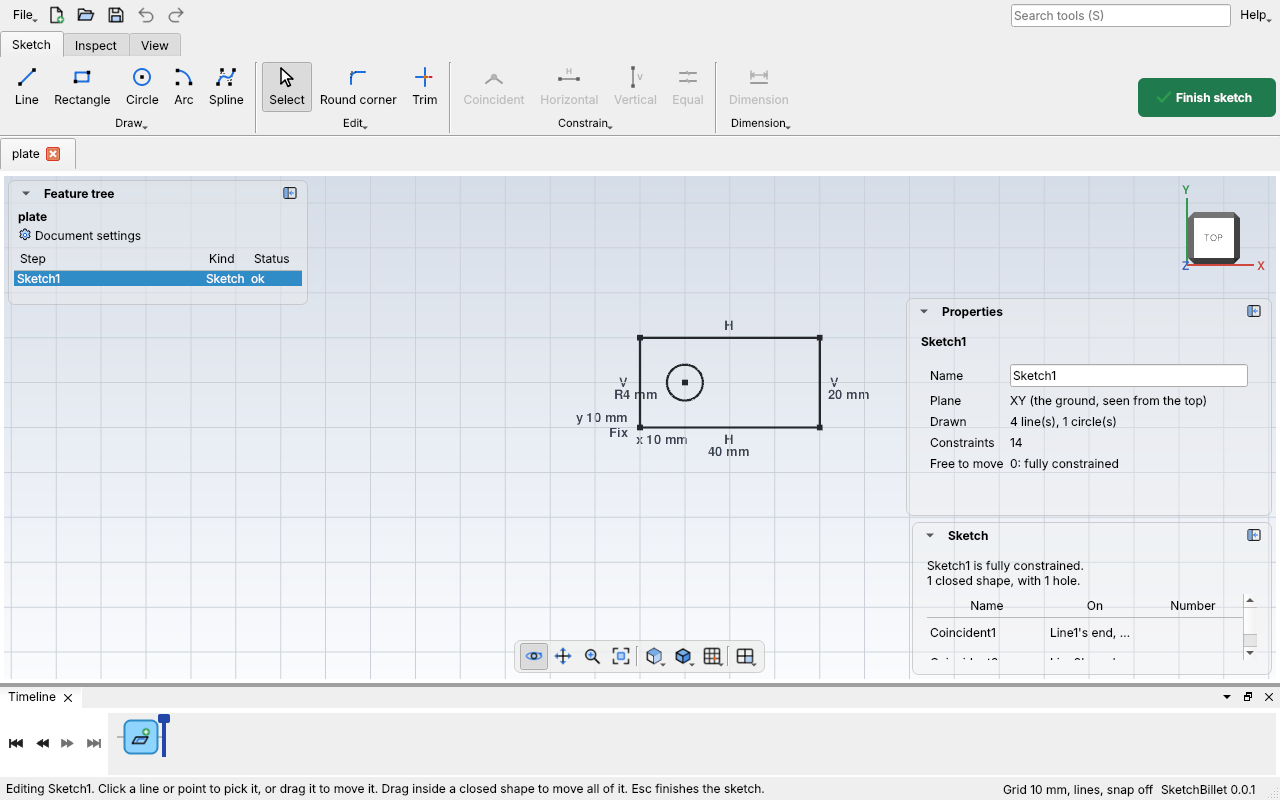 File
Search tools (S)
Help
Sketch
Inspect
View
Line
Rectangle
Circle
Arc
Spline
Select
Round corner
Trim
Coincident
Horizontal
Vertical
Equal
Dimension
Finish sketch
Draw
Edit
Constrain
Dimension
plate
Feature tree
plate
Document settings
Step Kind Status
Sketch1 Sketch ok
H
V
R4 mm
V
20 mm
y 10 mm
Fix
x 10 mm
H
40 mm
Y
TOP
Z
X
Properties
Sketch1
Name Sketch1
Plane XY (the ground, seen from the top)
Drawn 4 line(s), 1 circle(s)
Constraints 14
Free to move 0: fully constrained
Sketch
Sketch1 is fully constrained.
1 closed shape, with 1 hole.
Name On Number
Coincident1 Line1's end, ...
Timeline
Editing Sketch1. Click a line or point to pick it, or drag it to move it. Drag inside a closed shape to move all of it. Esc finishes the sketch.
Grid 10 mm, lines, snap off SketchBillet 0.0.1